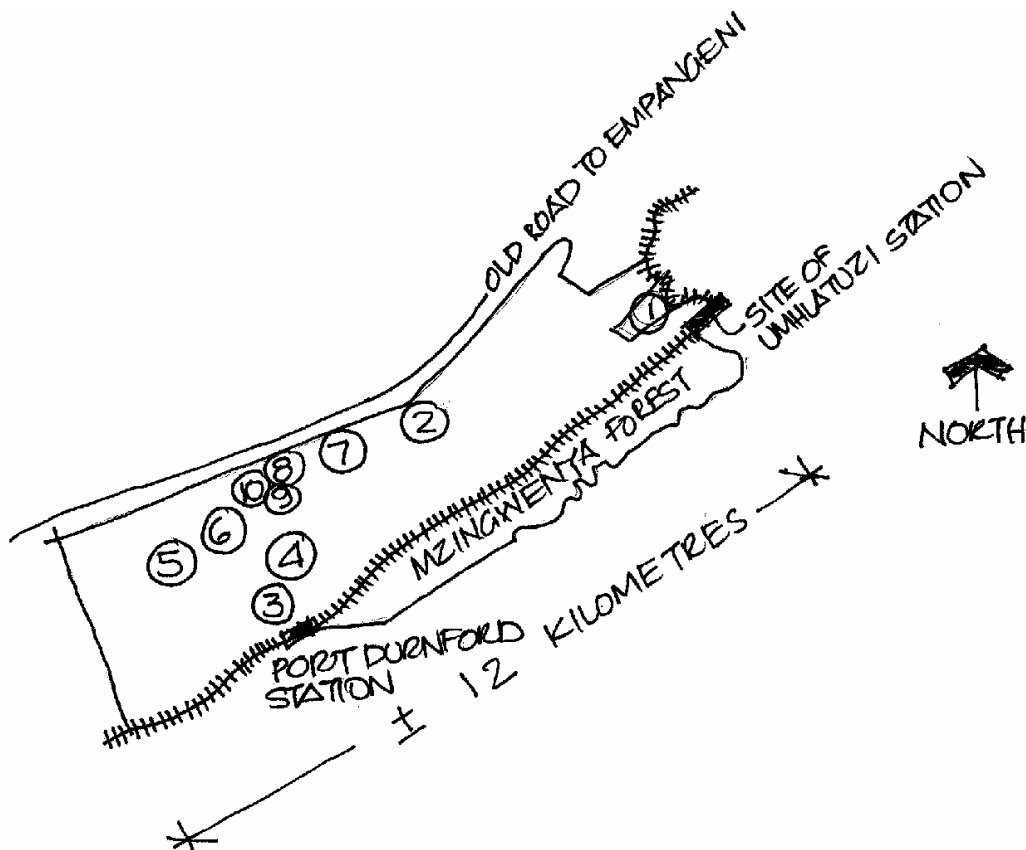 OLD ROAD TO EMPANGENI
SITE OF
UMHLATUZI STATION
1
NORTH
2
7
8
10
9
6
5
4
3
MZINGWENYA FOREST
PORT DURNFORD
STATION
± 12 KILOMETRES